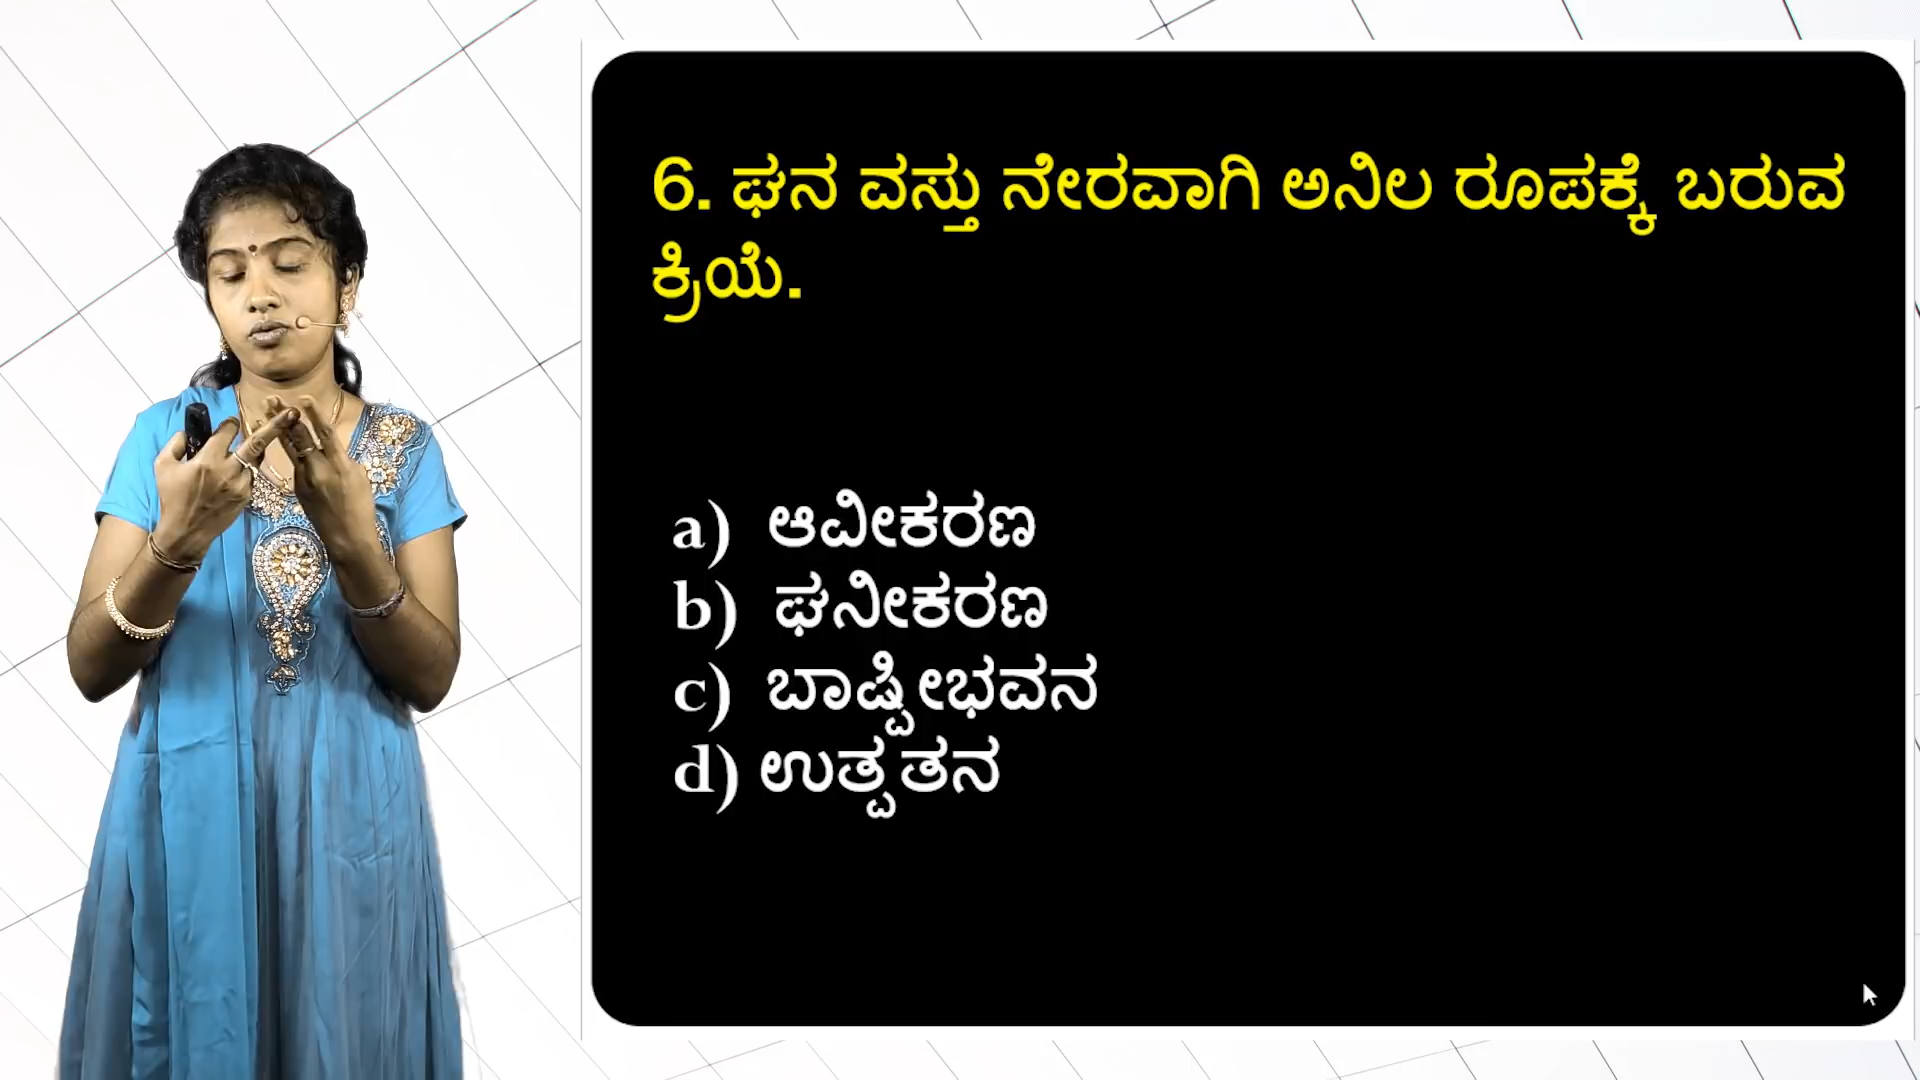 6. ಘನ ವಸ್ತು ನೇರವಾಗಿ ಅನಿಲ ರೂಪಕ್ಕೆ ಬರುವ
ಕ್ರಿಯೆ.
a) ಆವೀಕರಣ
b) ಘನೀಕರಣ
c) ಬಾಷ್ಪೀಭವನ
d) ಉತ್ಪತನ